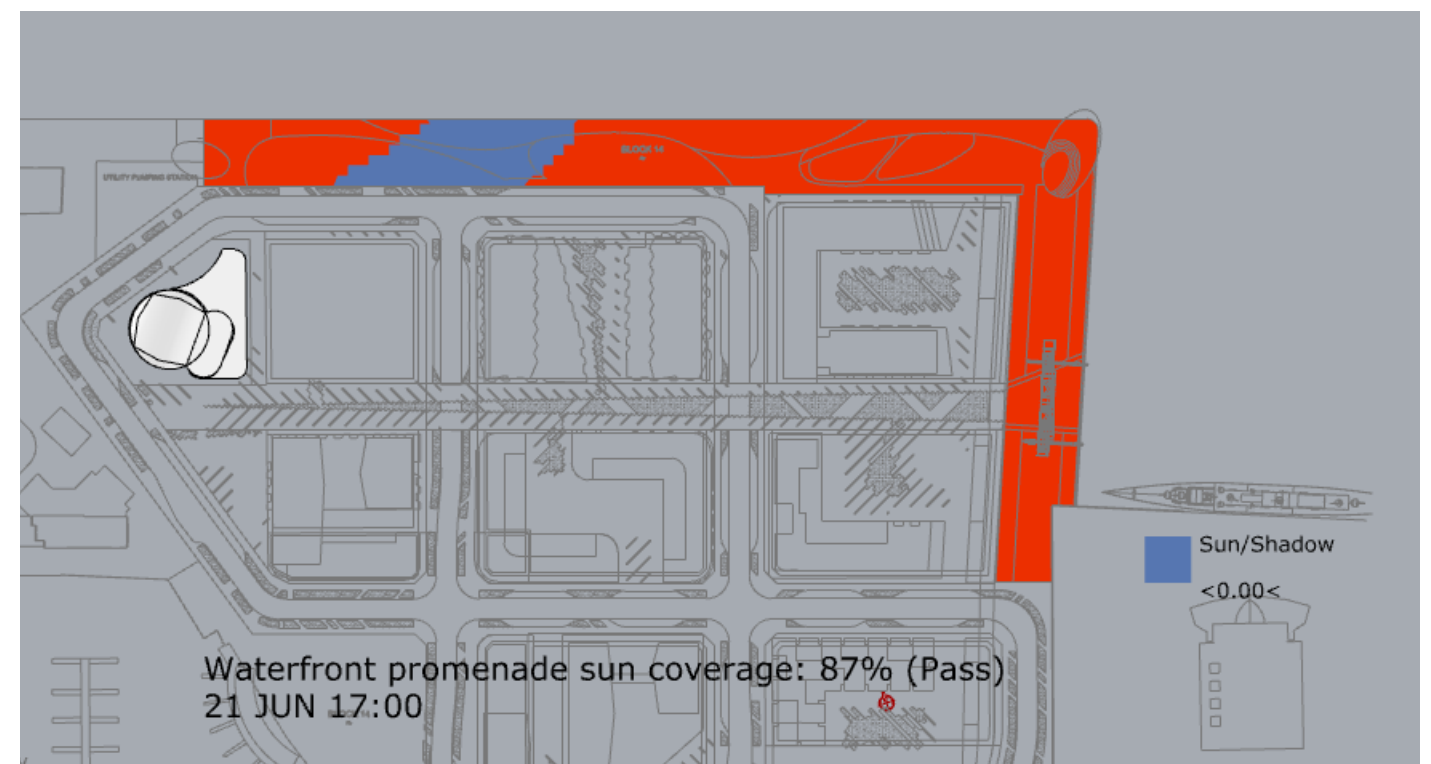 BLOCK 14
UTILITY PUMPING STATION
Sun/Shadow
<0.00<
Waterfront promenade sun coverage: 87% (Pass)
21 JUN 17:00